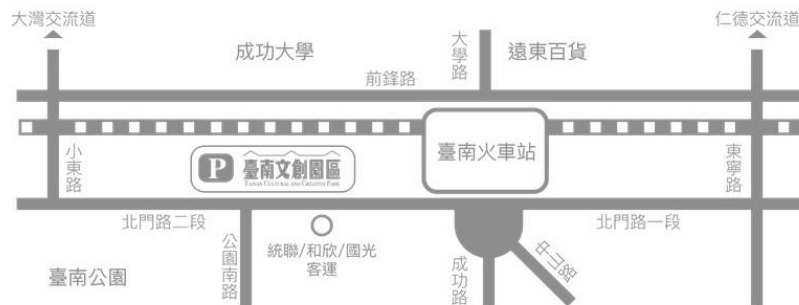 大灣交流道
仁德交流道
成功大學
大學路
遠東百貨
前鋒路
小東路
P 臺南文創園區
TAINAN CULTURAL AND CREATIVE PARK
臺南火車站
東寧路
北門路二段
北門路一段
公園南路
統聯/和欣/國光
客運
中山路
成功路
臺南公園